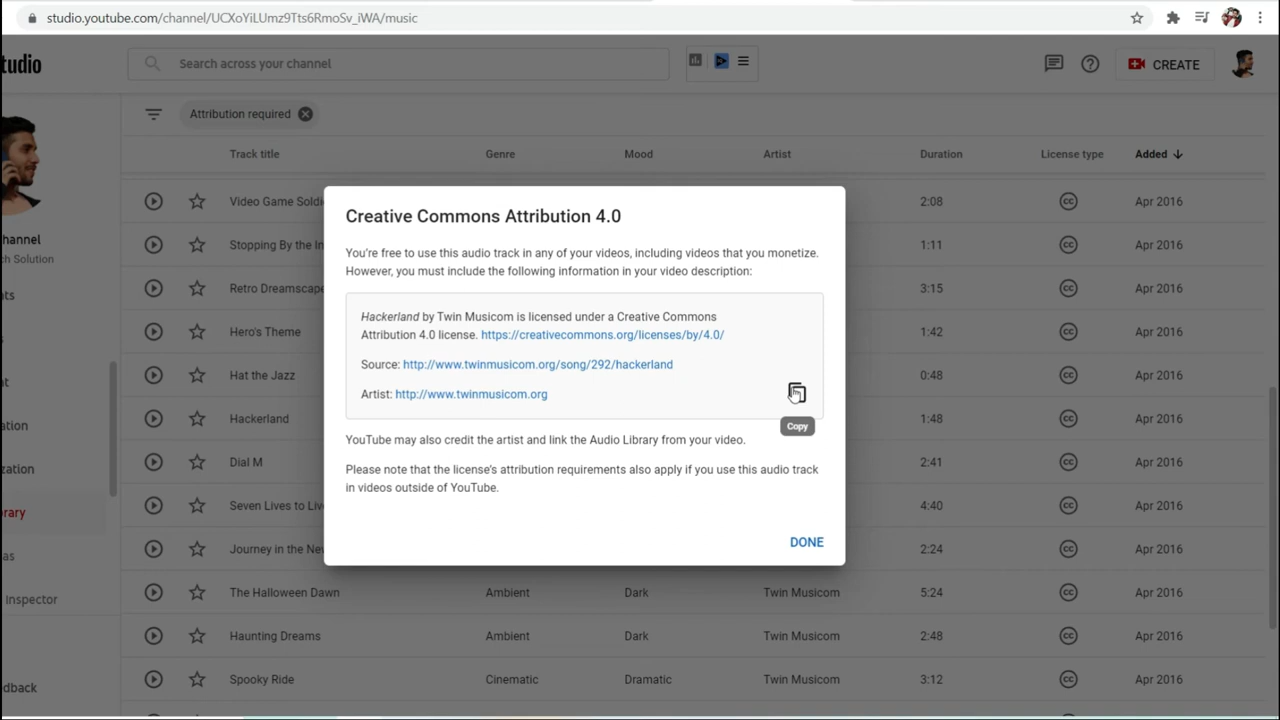 studio.youtube.com/channel/UCXoYiLUmz9Tts6RmoSv_iWA/music
tudio
Search across your channel
CREATE
Attribution required
Track title Genre Mood Artist Duration License type Added
Video Game Soldi 2:08 Apr 2016
Stopping By the In 1:11 Apr 2016
hannel
ch Solution
Retro Dreamscape 3:15 Apr 2016
ts
Hero's Theme 1:42 Apr 2016
Hat the Jazz 0:48 Apr 2016
t
Hackerland 1:48 Apr 2016
ation
Dial M 2:41 Apr 2016
zation
Seven Lives to Liv 4:40 Apr 2016
rary
Journey in the Nev 2:24 Apr 2016
as
The Halloween Dawn Ambient Dark Twin Musicom 5:24 Apr 2016
Inspector
Haunting Dreams Ambient Dark Twin Musicom 2:48 Apr 2016
Spooky Ride Cinematic Dramatic Twin Musicom 3:12 Apr 2016
edback
Creative Commons Attribution 4.0
You're free to use this audio track in any of your videos, including videos that you monetize.
However, you must include the following information in your video description:
Hackerland by Twin Musicom is licensed under a Creative Commons
Attribution 4.0 license. https://creativecommons.org/licenses/by/4.0/
Source: http://www.twinmusicom.org/song/292/hackerland
Artist: http://www.twinmusicom.org
Copy
YouTube may also credit the artist and link the Audio Library from your video.
Please note that the license's attribution requirements also apply if you use this audio track
in videos outside of YouTube.
DONE